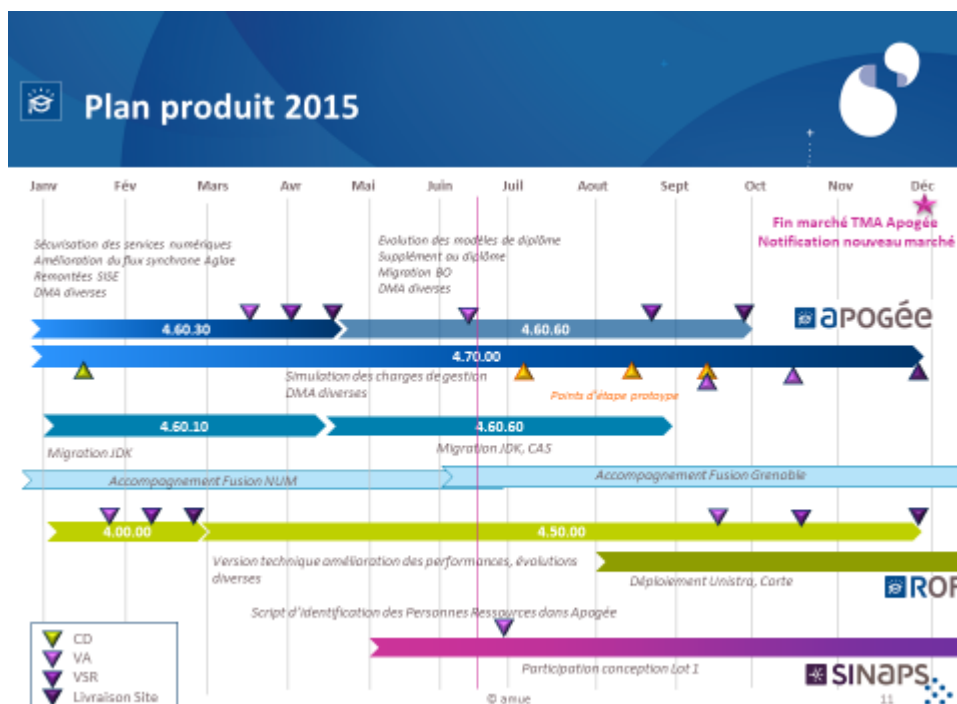 Plan produit 2015
Janv Fév Mars Avr Mai Juin Juil Aout Sept Oct Nov Déc
Fin marché TMA Apogée
Notification nouveau marché
Sécurisation des services numériques
Amélioration du flux synchrone Aglae
Remontées SISE
DMA diverses
Evolution des modèles de diplôme
Supplément au diplôme
Migration BO
DMA diverses
4.60.30
4.60.60
aPOGée
4.70.00
Simulation des charges de gestion
DMA diverses
Points d'étape protoype
4.60.10
4.60.60
Migration JDK
Migration JDK, CAS
Accompagnement Fusion NUM
Accompagnement Fusion Grenoble
4.00.00
4.50.00
Version technique amélioration des performances, évolutions
diverses
Déploiement Unistra, Corte
ROF
Script d'Identification des Personnes Ressources dans Apogée
Participation conception Lot 1
SINaPS
CD
VA
VSR
Livraison Site
© amue
11